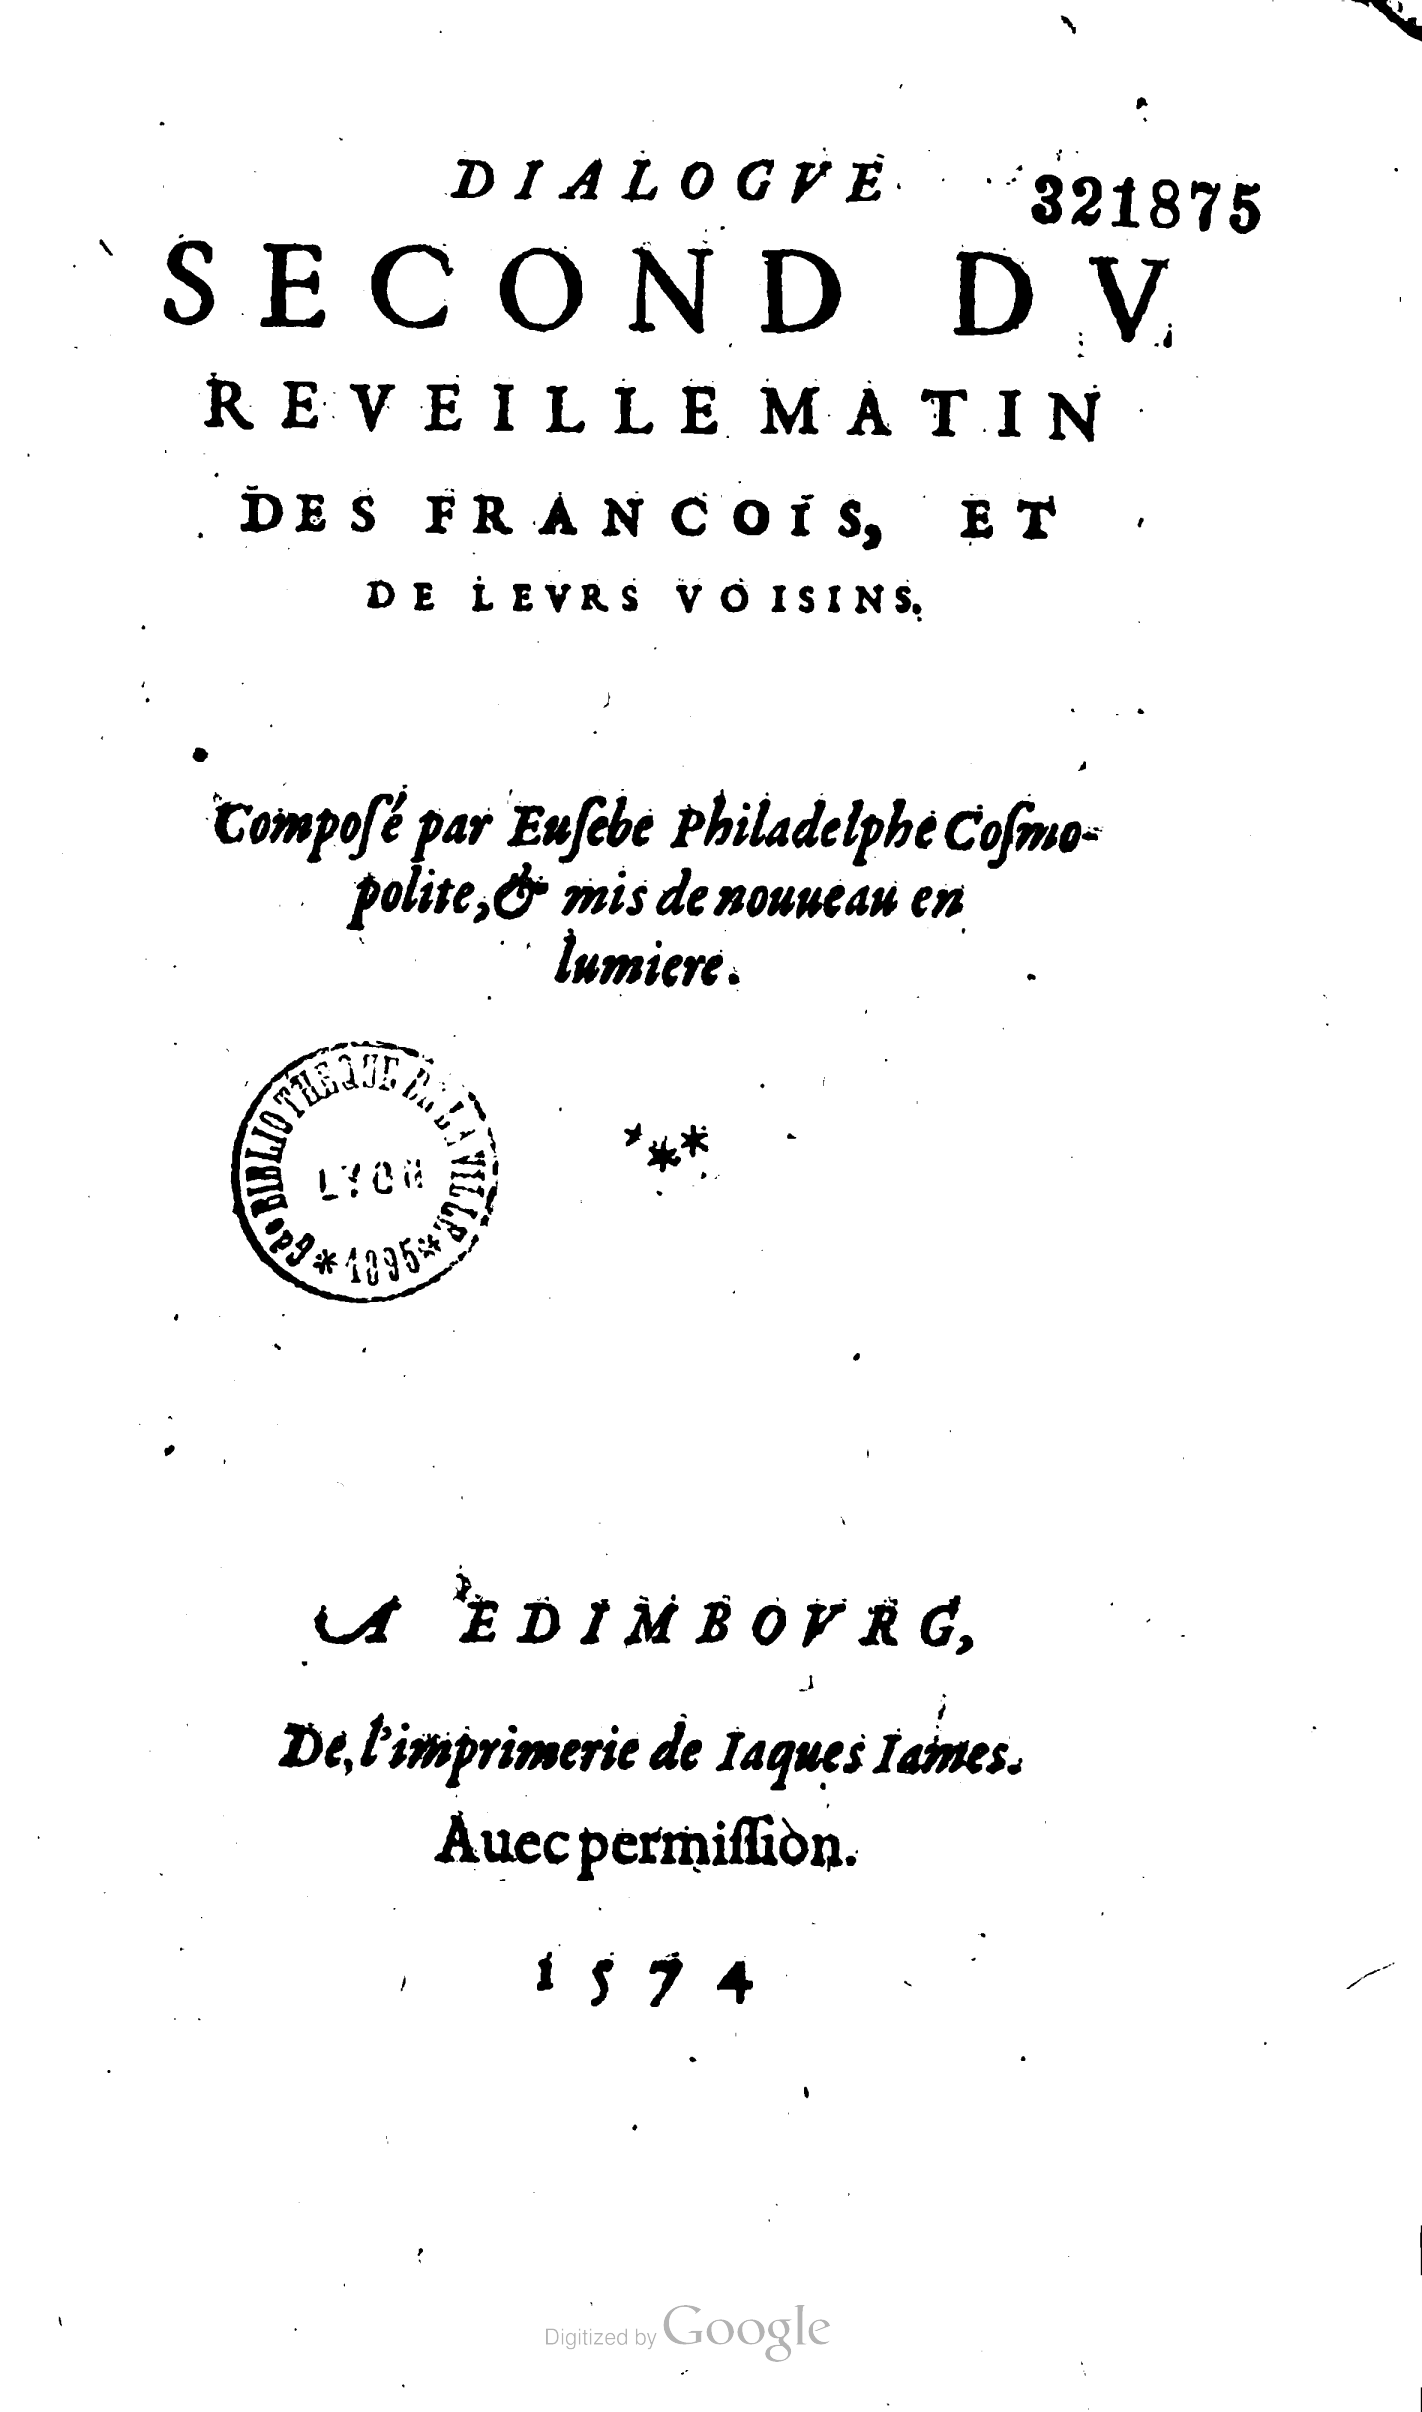 DIALOGVE
321875
SECOND DV
REVEILLEMATIN
DES FRANCOIS, ET
DE LEVRS VOISINS.
Compoſé par Euſebe Philadelphe Coſmo-
polite, & mis de nouueau en
lumiere.
BIBLIOTHEQUE DE LA VILLE
LYON
* 1895 *
***
A EDIMBOVRG,
De l'imprimerie de Iaques Iames.
Auec permiſſion.
1574
Digitized by Google